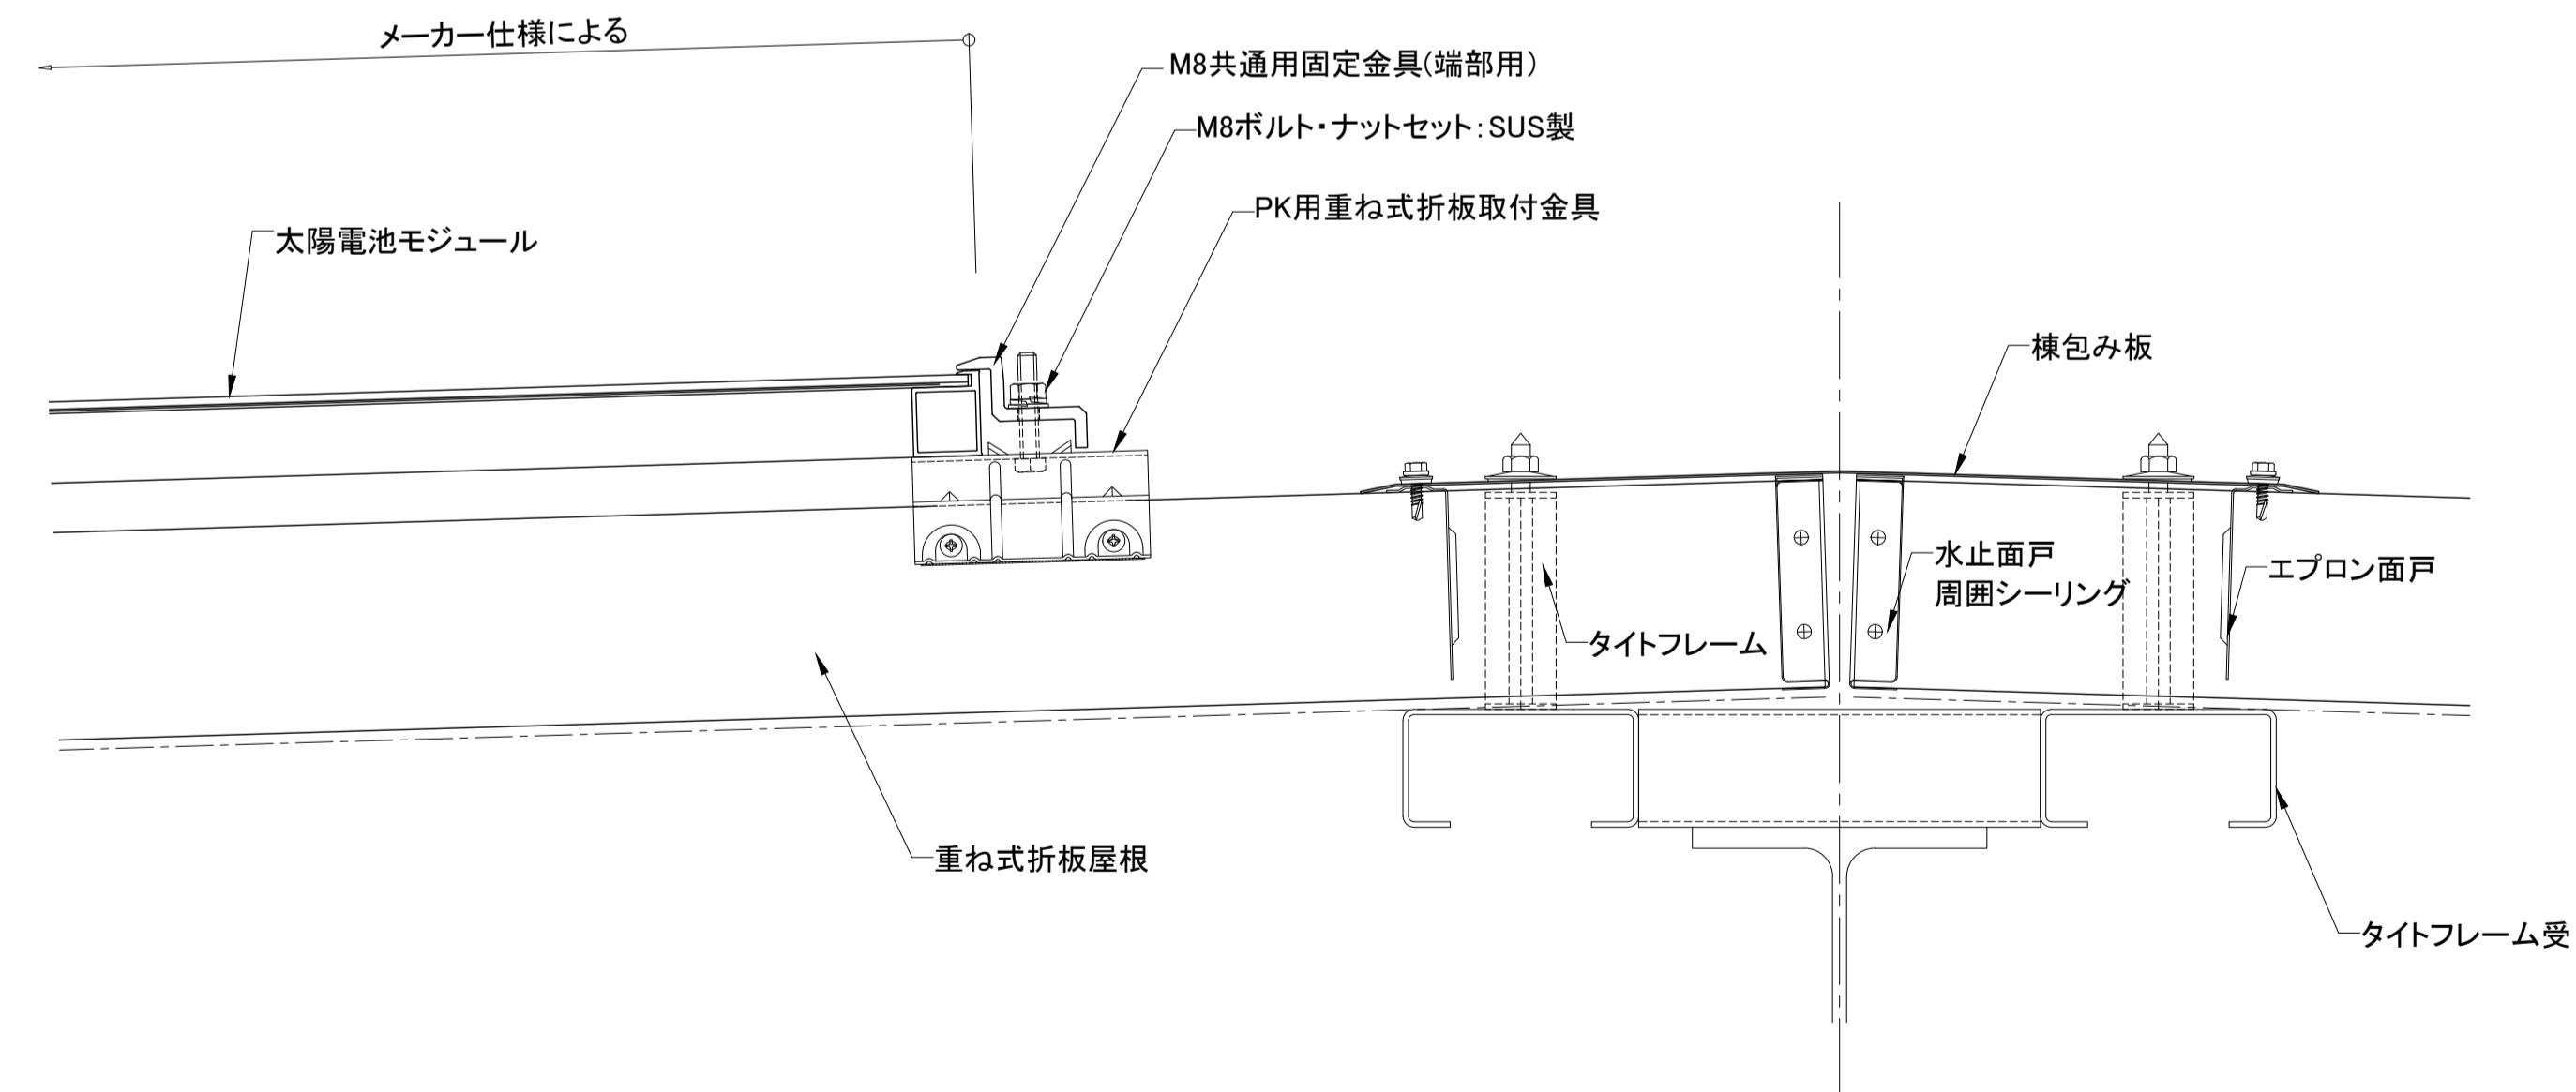 メーカー仕様による
M8共通用固定金具(端部用)
M8ボルト・ナットセット:SUS製
PK用重ね式折板取付金具
太陽電池モジュール
棟包み板
水止面戸
周囲シーリング
エプロン面戸
タイトフレーム
重ね式折板屋根
タイトフレーム受